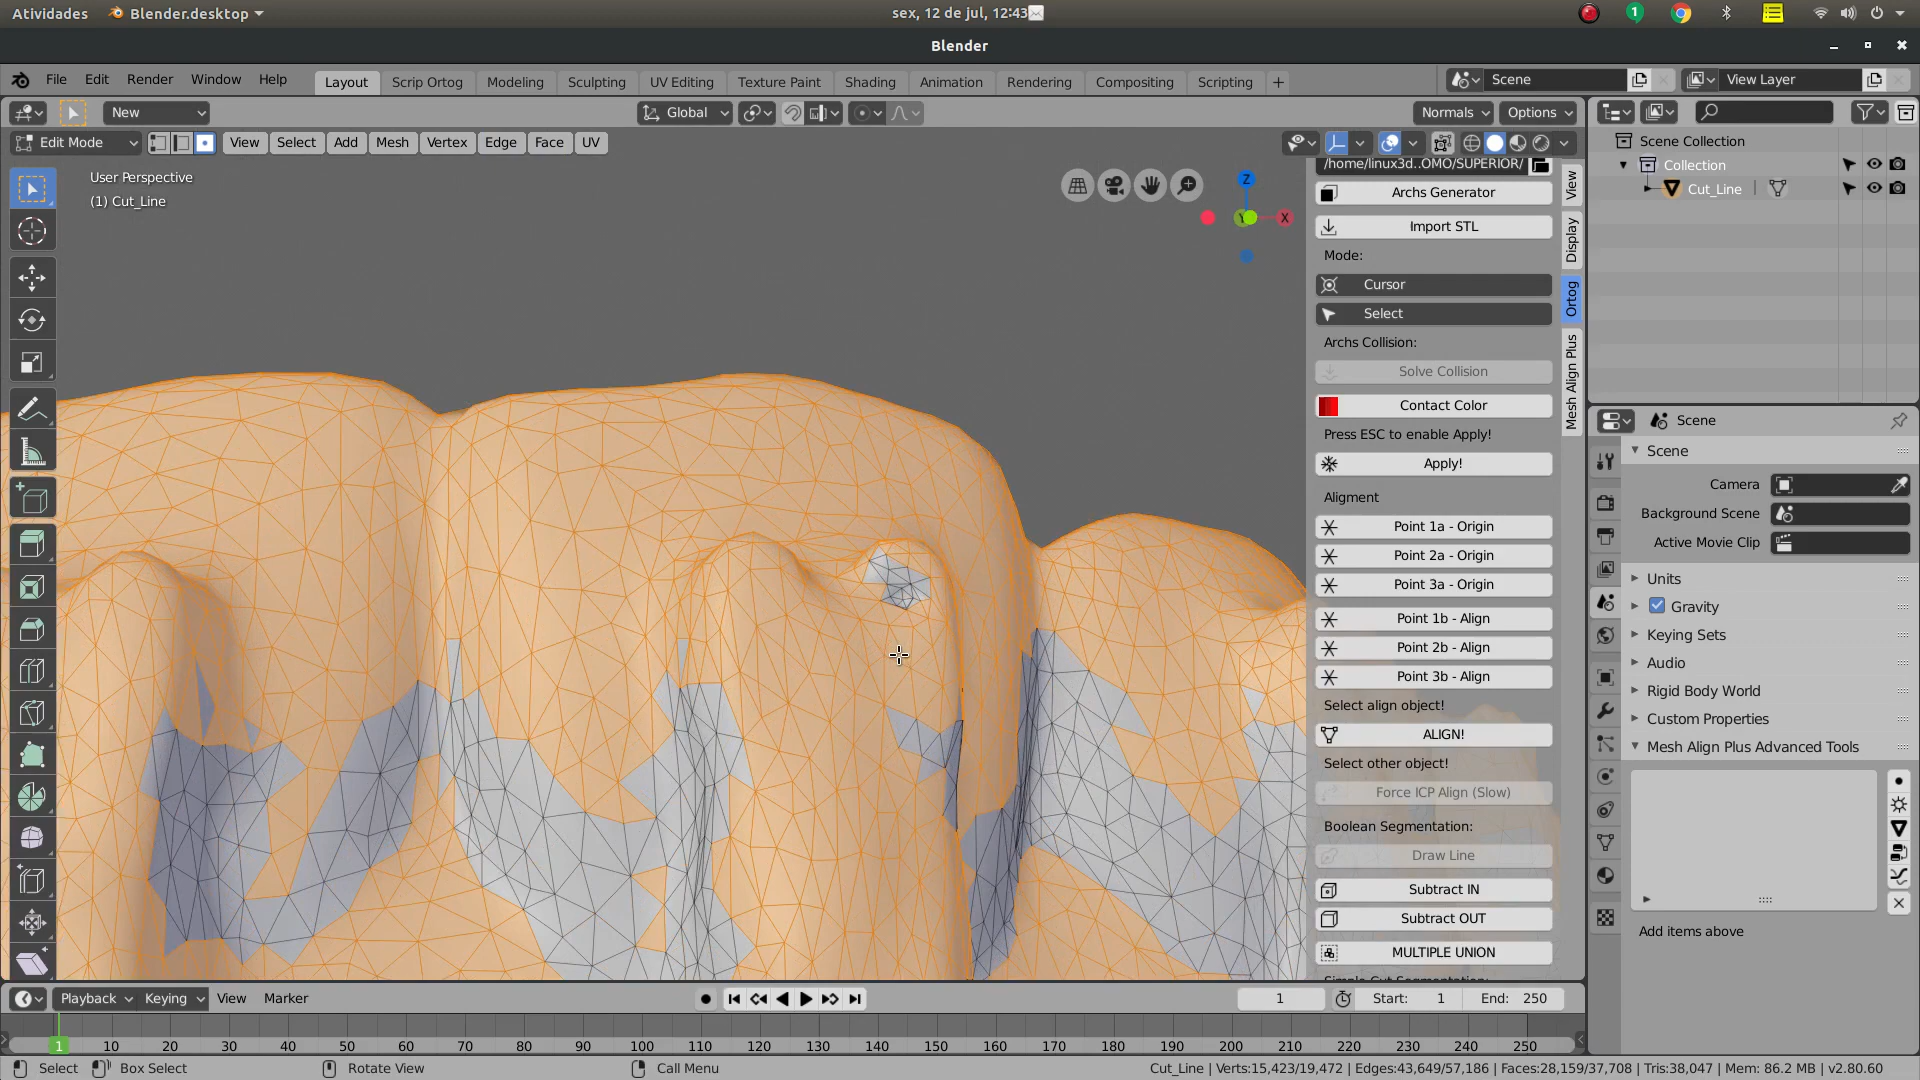 Atividades Blender.desktop sex, 12 de jul, 12:43 1
Blender
File Edit Render Window Help Layout Scrip Ortog Modeling Sculpting UV Editing Texture Paint Shading Animation Rendering Compositing Scripting + Scene View Layer
New Global Normals Options
Edit Mode View Select Add Mesh Vertex Edge Face UV
User Perspective
(1) Cut_Line
Z
Y
X
/home/linux3d..OMO/SUPERIOR/
Archs Generator
Import STL
Mode:
Cursor
Select
Archs Collision:
Solve Collision
Contact Color
Press ESC to enable Apply!
Apply!
Aligment
Point 1a - Origin
Point 2a - Origin
Point 3a - Origin
Point 1b - Align
Point 2b - Align
Point 3b - Align
Select align object!
ALIGN!
Select other object!
Force ICP Align (Slow)
Boolean Segmentation:
Draw Line
Subtract IN
Subtract OUT
MULTIPLE UNION
View
Display
Ortog
Mesh Align Plus
Scene Collection
Collection
Cut_Line
Scene
Scene
Camera
Background Scene
Active Movie Clip
Units
Gravity
Keying Sets
Audio
Rigid Body World
Custom Properties
Mesh Align Plus Advanced Tools
Add items above
Playback Keying View Marker 1 Start: 1 End: 250
1 10 20 30 40 50 60 70 80 90 100 110 120 130 140 150 160 170 180 190 200 210 220 230 240 250
Select Box Select Rotate View Call Menu Cut_Line | Verts:15,423/19,472 | Edges:43,649/57,186 | Faces:28,159/37,708 | Tris:38,047 | Mem: 86.2 MB | v2.80.60